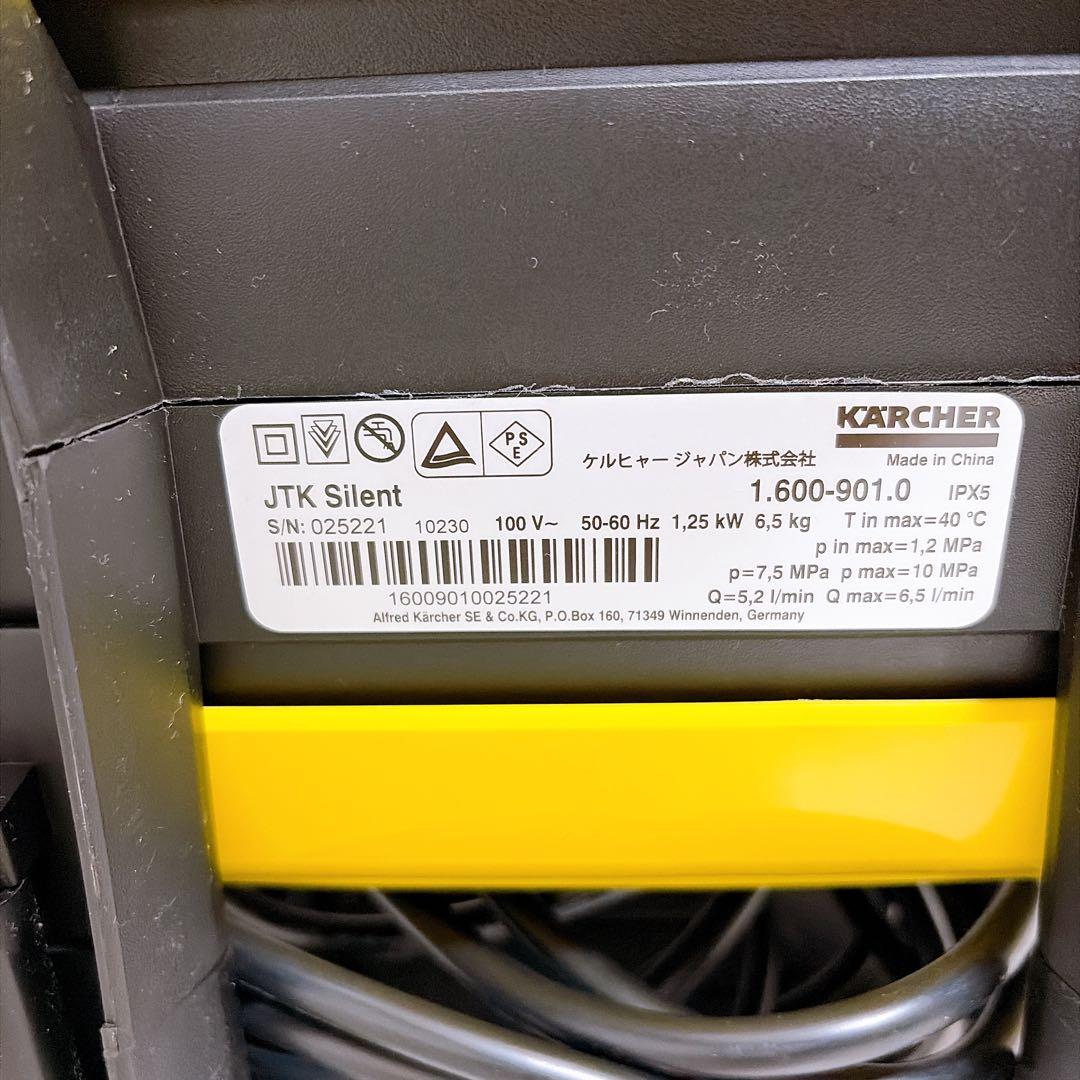 KÄRCHER
PS
E
ケルヒャー ジャパン株式会社
Made in China
JTK Silent
1.600-901.0 IPX5
S/N: 025221 10230 100 V~ 50-60 Hz 1,25 kW 6,5 kg T in max=40 °C
p in max=1,2 MPa
p=7,5 MPa p max=10 MPa
16009010025221
Q=5,2 l/min Q max=6,5 l/min
Alfred Kärcher SE & Co.KG, P.O.Box 160, 71349 Winnenden, Germany